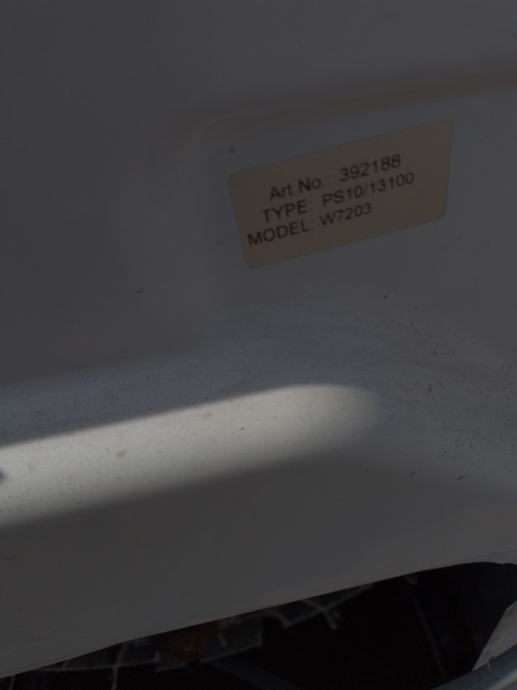 Art.No.: 392188
TYPE: PS10/13100
MODEL: W7203